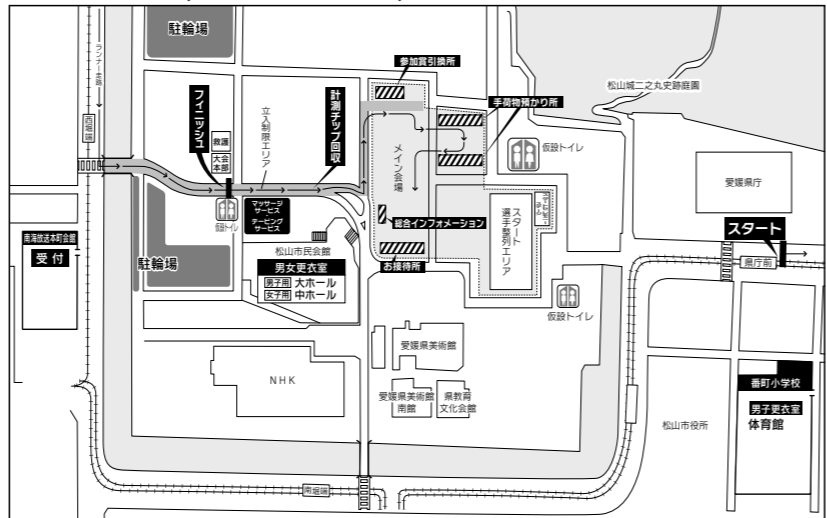 駐輪場
ランナー走路
西堀端
フィニッシュ
救護
大会
本部
立入制限エリア
計測チップ回収
参加賞引換所
手荷物預かり所
メイン会場
仮設トイレ
松山城二之丸史跡庭園
愛媛県庁
スタート
県庁前
仮設トイレ
マッサージ
サービス
テーピング
サービス
総合インフォメーション
スタート
選手整列エリア
お接待所
南海放送本町会館
受付
駐輪場
松山市民会館
男女更衣室
男子用 大ホール
女子用 中ホール
仮設トイレ
愛媛県美術館
NHK
愛媛県美術館
南館
県教育
文化会館
松山市役所
番町小学校
男子更衣室
体育館
南堀端